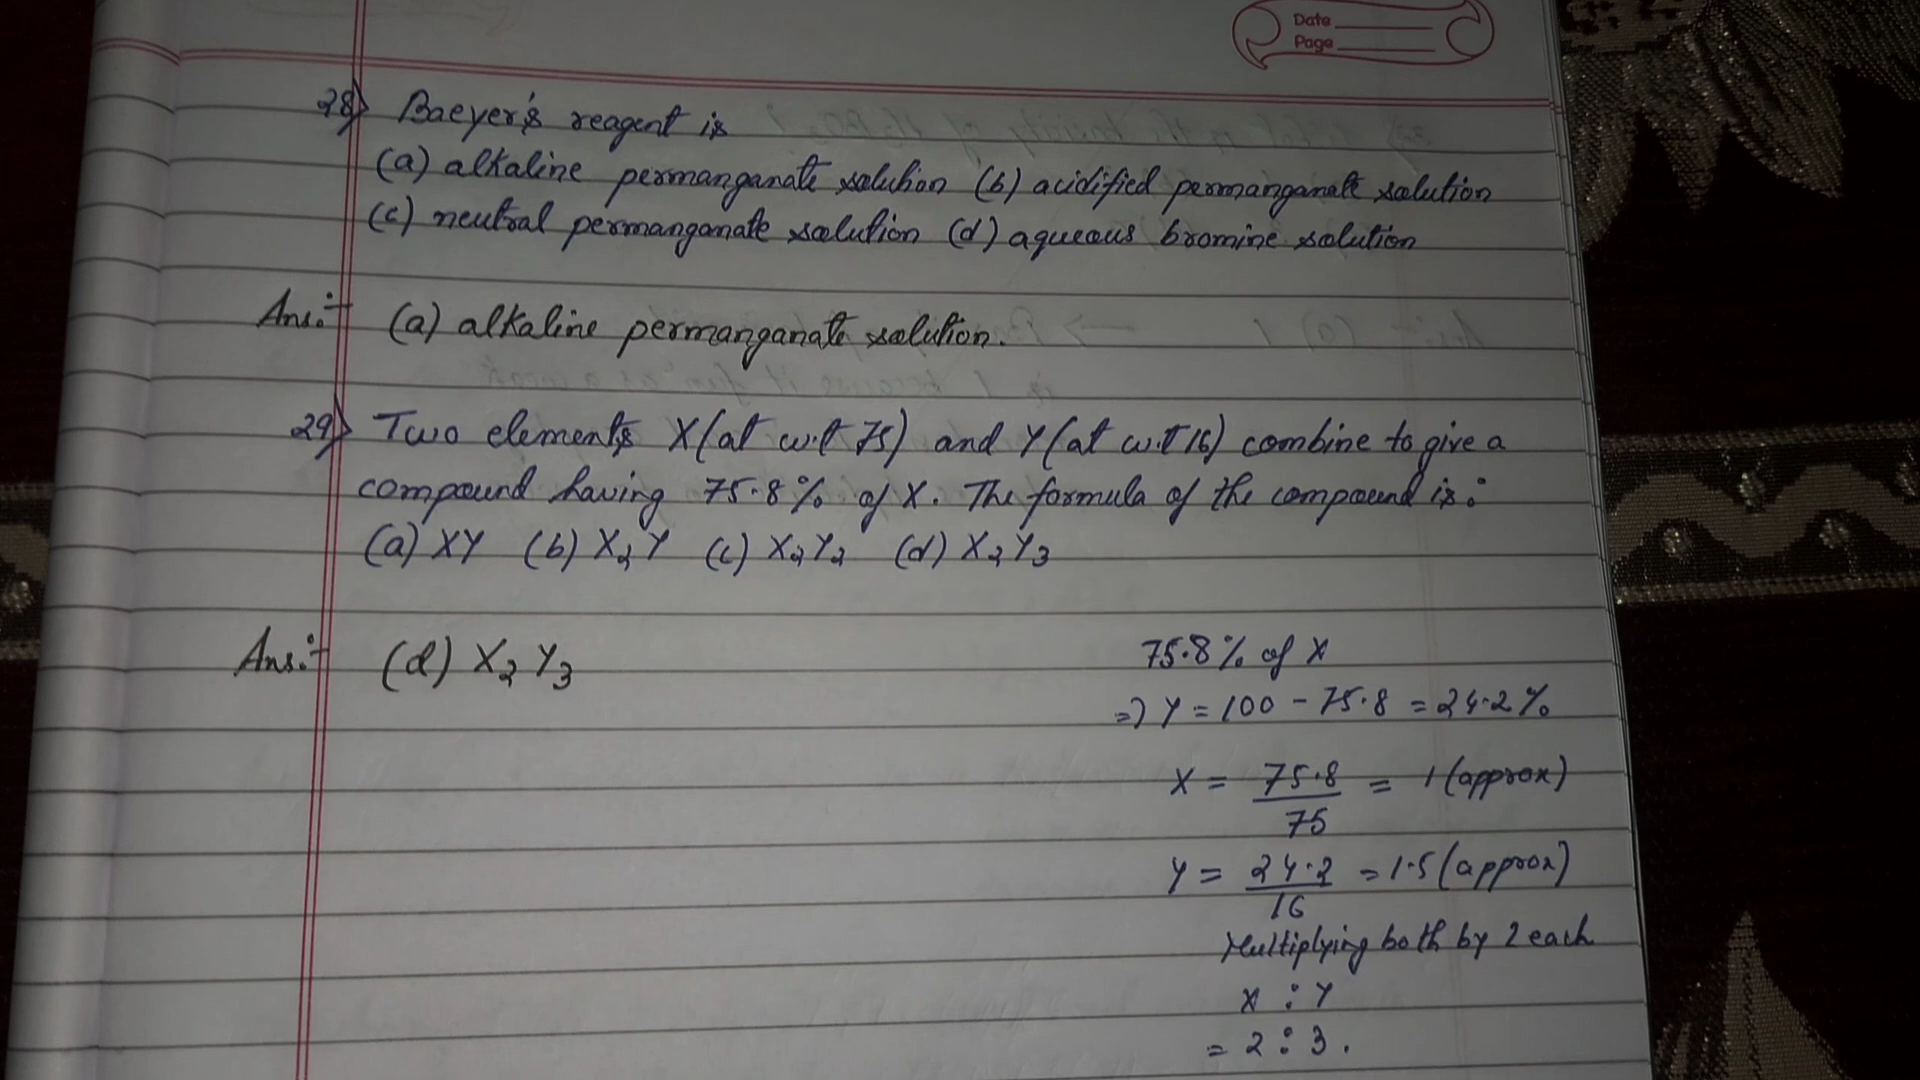 Date
Page
28) Baeyer's reagent is
(a) alkaline permanganate solution (b) acidified permanganate solution
(c) neutral permanganate solution (d) aqueous bromine solution
Ans:- (a) alkaline permanganate solution.
29) Two elements X(at w.t 75) and Y(at w.t 16) combine to give a
compound having 75.8% of X. The formula of the compound is:
(a) XY (b) X₂Y (c) X₂Y₂ (d) X₂Y₃
Ans:- (d) X₂Y₃
75.8% of X
=) Y = 100 - 75.8 = 24.2%
X = 75.8/75 = 1 (approx)
Y = 24.2/16 = 1.5 (approx)
Multiplying both by 2 each
X : Y
= 2 : 3.